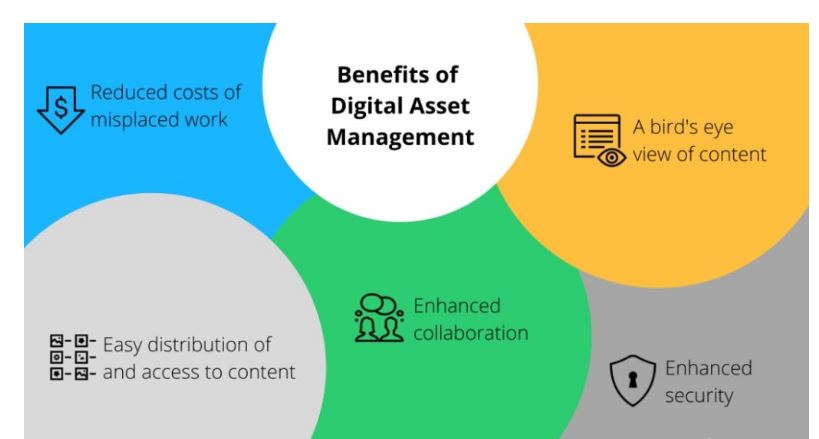 Benefits of
Digital Asset
Management
Reduced costs of
misplaced work
A bird's eye
view of content
Easy distribution of
and access to content
Enhanced
collaboration
Enhanced
security